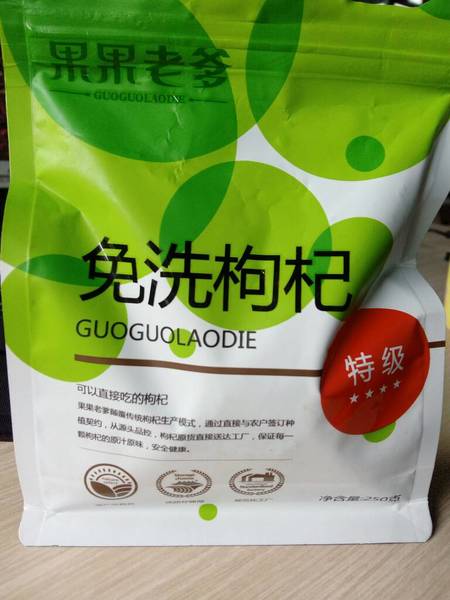 果果老爹
GUOGUOLAODIE
免洗枸杞
GUOGUOLAODIE
特级
可以直接吃的枸杞
果果老爹颠覆传统枸杞生产模式，通过直接与农户签订种
植契约，从源头品控，枸杞原货直接送达工厂，保证每一
颗枸杞的原汁原味，安全健康。
净含量:250克